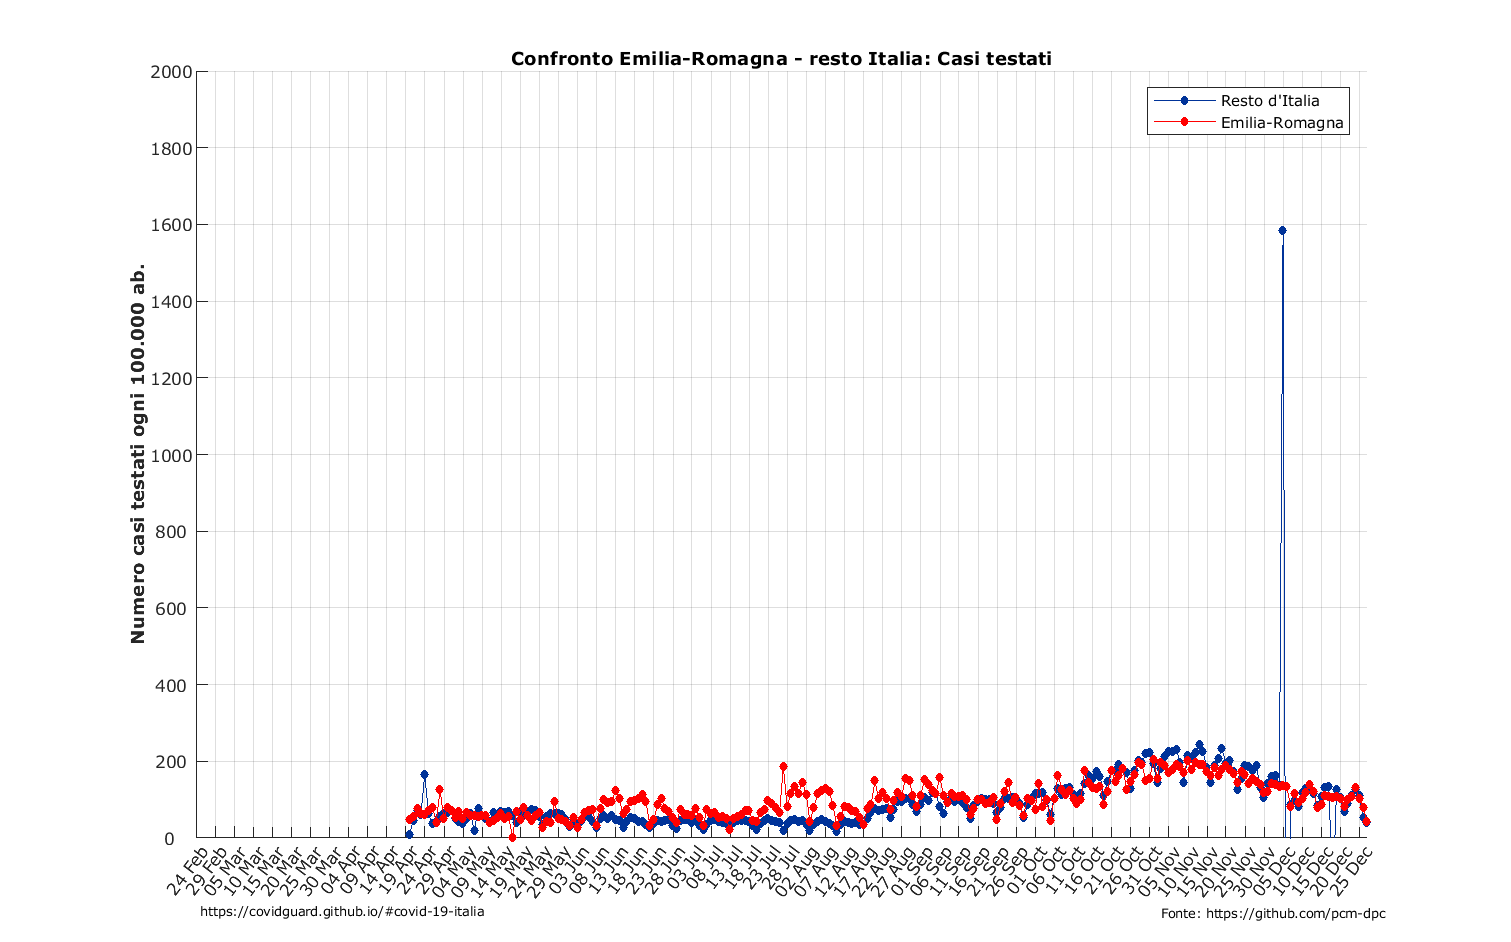 Confronto Emilia-Romagna - resto Italia: Casi testati
2000
1800
1600
1400
1200
1000
800
600
400
200
0
Numero casi testati ogni 100.000 ab.
Resto d'Italia
Emilia-Romagna
24 Feb
29 Feb
05 Mar
10 Mar
15 Mar
20 Mar
25 Mar
30 Mar
04 Apr
09 Apr
14 Apr
19 Apr
24 Apr
29 Apr
04 May
09 May
14 May
19 May
24 May
29 May
03 Jun
08 Jun
13 Jun
18 Jun
23 Jun
28 Jun
03 Jul
08 Jul
13 Jul
18 Jul
23 Jul
28 Jul
02 Aug
07 Aug
12 Aug
17 Aug
22 Aug
27 Aug
01 Sep
06 Sep
11 Sep
16 Sep
21 Sep
26 Sep
01 Oct
06 Oct
11 Oct
16 Oct
21 Oct
26 Oct
31 Oct
05 Nov
10 Nov
15 Nov
20 Nov
25 Nov
30 Nov
05 Dec
10 Dec
15 Dec
20 Dec
25 Dec
https://covidguard.github.io/#covid-19-italia
Fonte: https://github.com/pcm-dpc